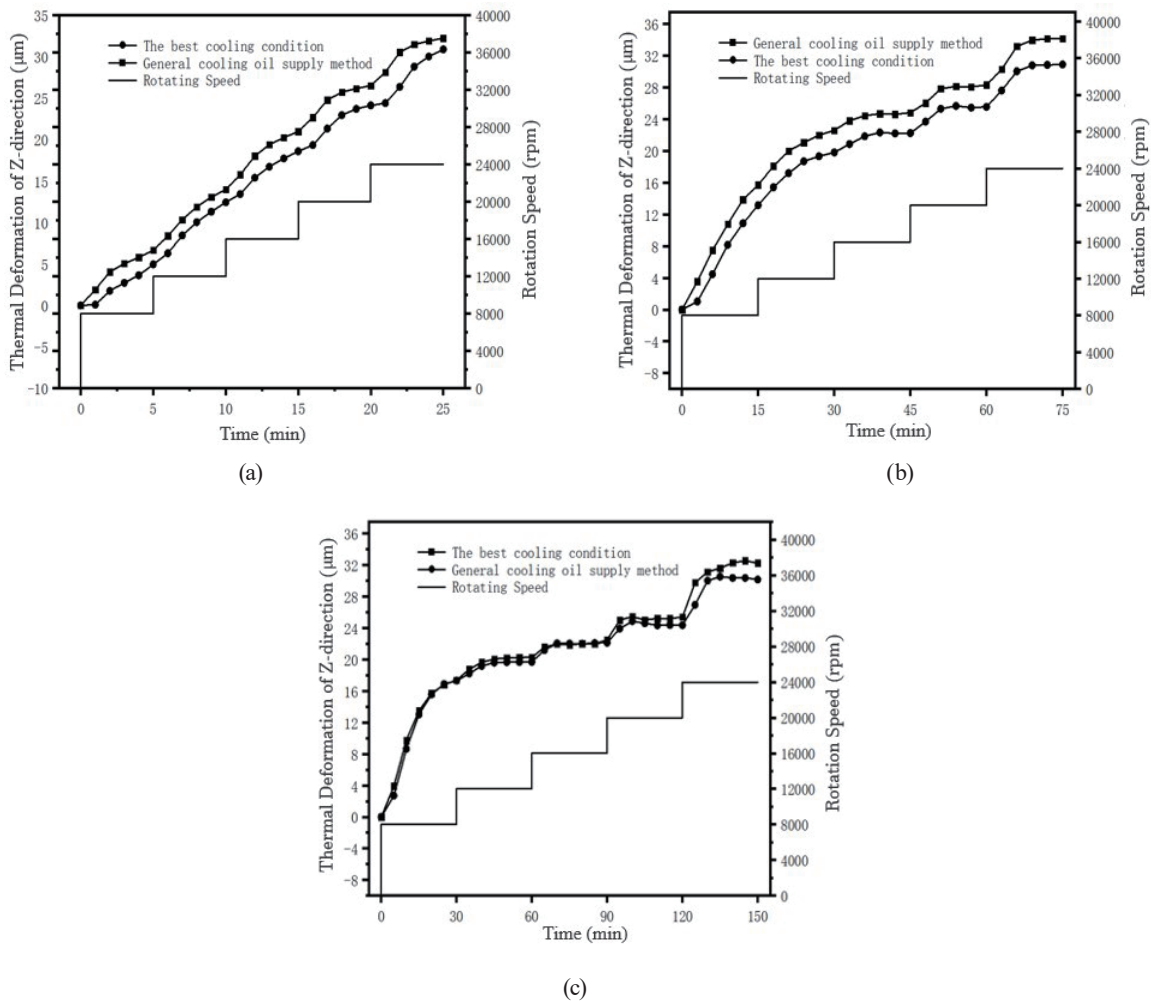 35
30
25
20
15
10
5
0
-5
-10
Thermal Deformation of Z-direction (μm)
The best cooling condition
General cooling oil supply method
Rotating Speed
40000
36000
32000
28000
24000
20000
16000
12000
8000
4000
0
Rotation Speed (rpm)
0 5 10 15 20 25
Time (min)
(a)
36
32
28
24
20
16
12
8
4
0
-4
-8
Thermal Deformation of Z-direction (μm)
General cooling oil supply method
The best cooling condition
Rotating Speed
40000
36000
32000
28000
24000
20000
16000
12000
8000
4000
0
Rotation Speed (rpm)
0 15 30 45 60 75
Time (min)
(b)
36
32
28
24
20
16
12
8
4
0
-4
-8
Thermal Deformation of Z-direction (μm)
The best cooling condition
General cooling oil supply method
Rotating Speed
40000
36000
32000
28000
24000
20000
16000
12000
8000
4000
0
Rotation Speed (rpm)
0 30 60 90 120 150
Time (min)
(c)